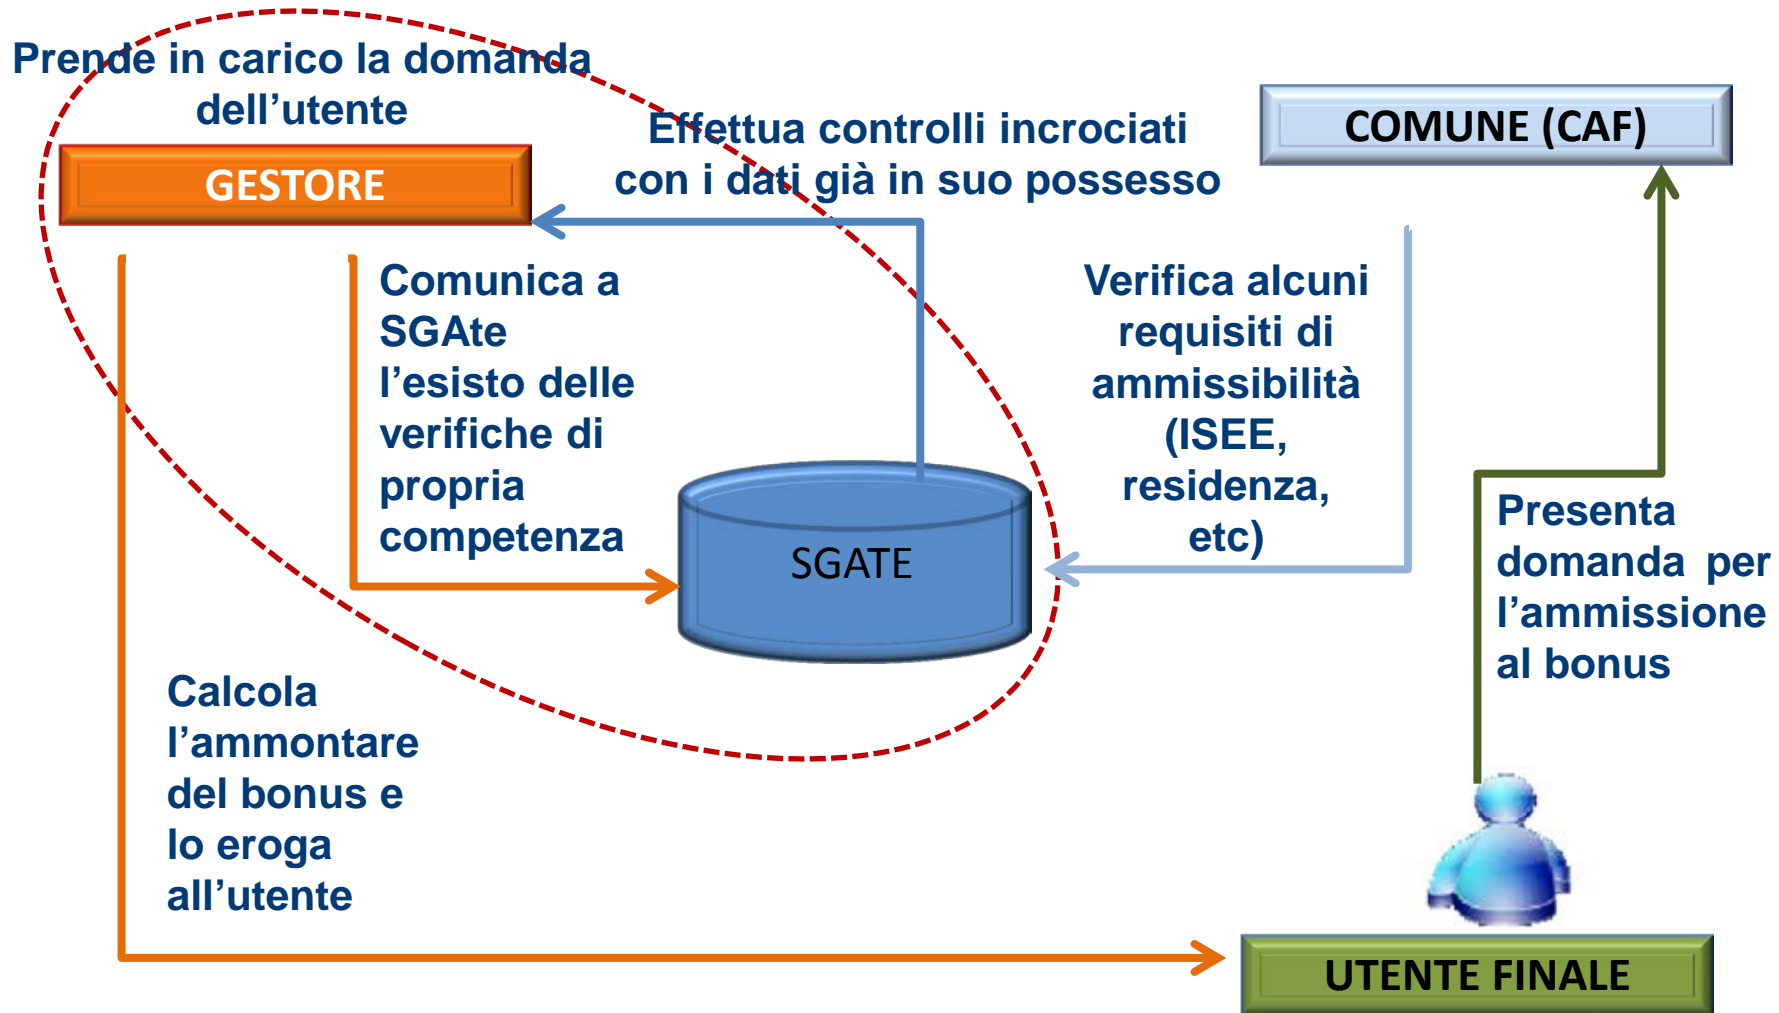 Prende in carico la domanda
dell’utente
GESTORE
Effettua controlli incrociati
con i dati già in suo possesso
COMUNE (CAF)
Comunica a
SGAte
l’esisto delle
verifiche di
propria
competenza
Verifica alcuni
requisiti di
ammissibilità
(ISEE,
residenza,
etc)
SGATE
Presenta
domanda per
l’ammissione
al bonus
Calcola
l’ammontare
del bonus e
lo eroga
all’utente
UTENTE FINALE